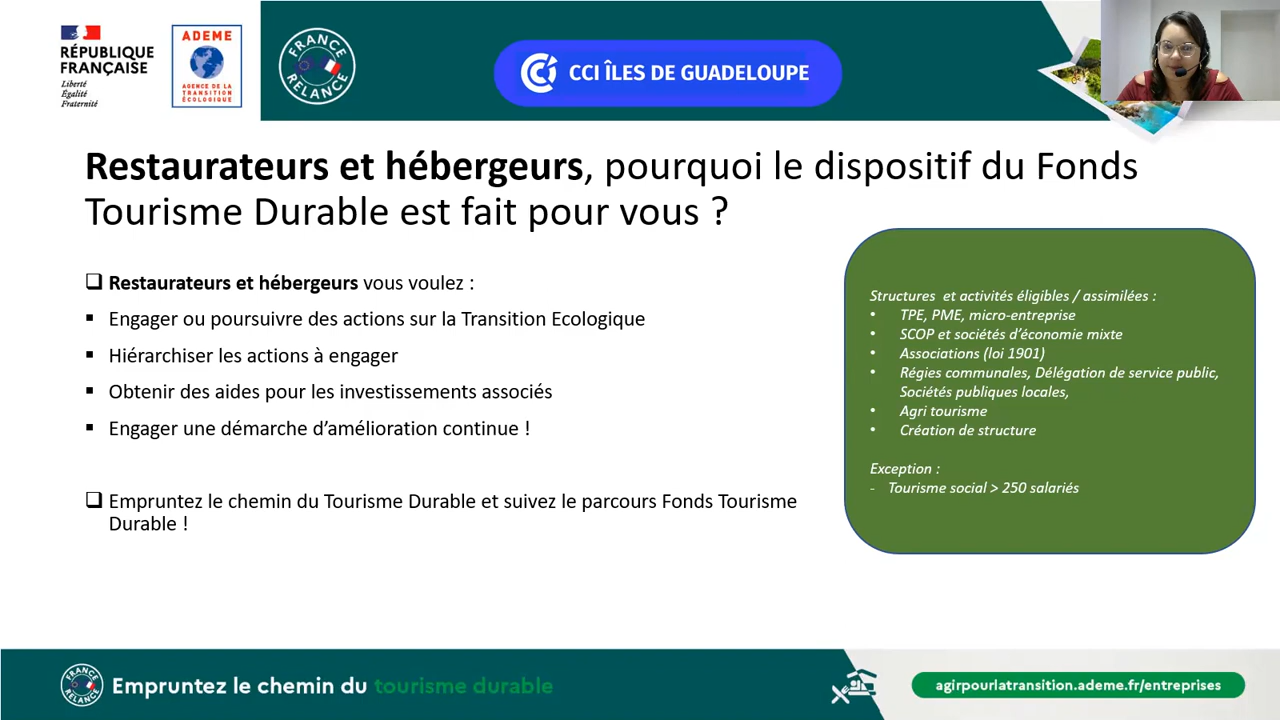 RÉPUBLIQUE
FRANÇAISE
Liberté
Égalité
Fraternité
ADEME
AGENCE DE LA
TRANSITION
ÉCOLOGIQUE
FRANCE
RELANCE
CCI ÎLES DE GUADELOUPE
Restaurateurs et hébergeurs, pourquoi le dispositif du Fonds
Tourisme Durable est fait pour vous ?
Restaurateurs et hébergeurs vous voulez :
Engager ou poursuivre des actions sur la Transition Ecologique
Hiérarchiser les actions à engager
Obtenir des aides pour les investissements associés
Engager une démarche d’amélioration continue !
Empruntez le chemin du Tourisme Durable et suivez le parcours Fonds Tourisme
Durable !
Structures et activités éligibles / assimilées :
• TPE, PME, micro-entreprise
• SCOP et sociétés d’économie mixte
• Associations (loi 1901)
• Régies communales, Délégation de service public,
Sociétés publiques locales,
• Agri tourisme
• Création de structure
Exception :
- Tourisme social > 250 salariés
FRANCE
RELANCE
Empruntez le chemin du tourisme durable
agirpourlatransition.ademe.fr/entreprises